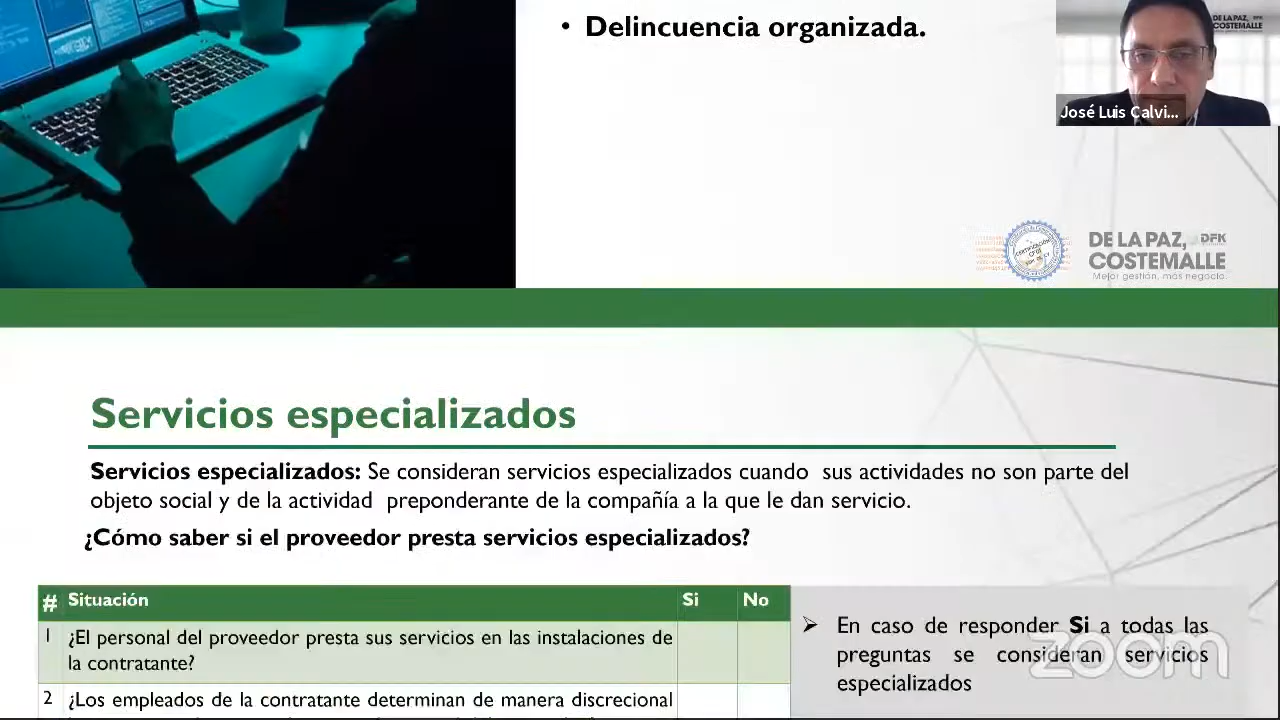 • Delincuencia organizada.
DE LA PAZ, DFK
COSTEMALLE
José Luis Calvi...
DE LA PAZ, DFK
COSTEMALLE
Mejor gestión, más negocio.
Servicios especializados
Servicios especializados: Se consideran servicios especializados cuando sus actividades no son parte del
objeto social y de la actividad preponderante de la compañía a la que le dan servicio.
¿Cómo saber si el proveedor presta servicios especializados?
# Situación Si No
1 ¿El personal del proveedor presta sus servicios en las instalaciones de
la contratante?
2 ¿Los empleados de la contratante determinan de manera discrecional
➢ En caso de responder Si a todas las
preguntas se consideran servicios
especializados
zoom